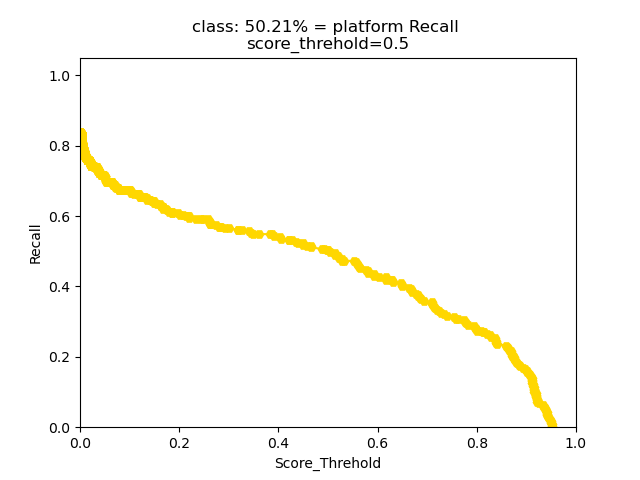 class: 50.21% = platform Recall
score_threhold=0.5
1.0
0.8
0.6
0.4
0.2
0.0
Recall
0.0 0.2 0.4 0.6 0.8 1.0
Score_Threhold